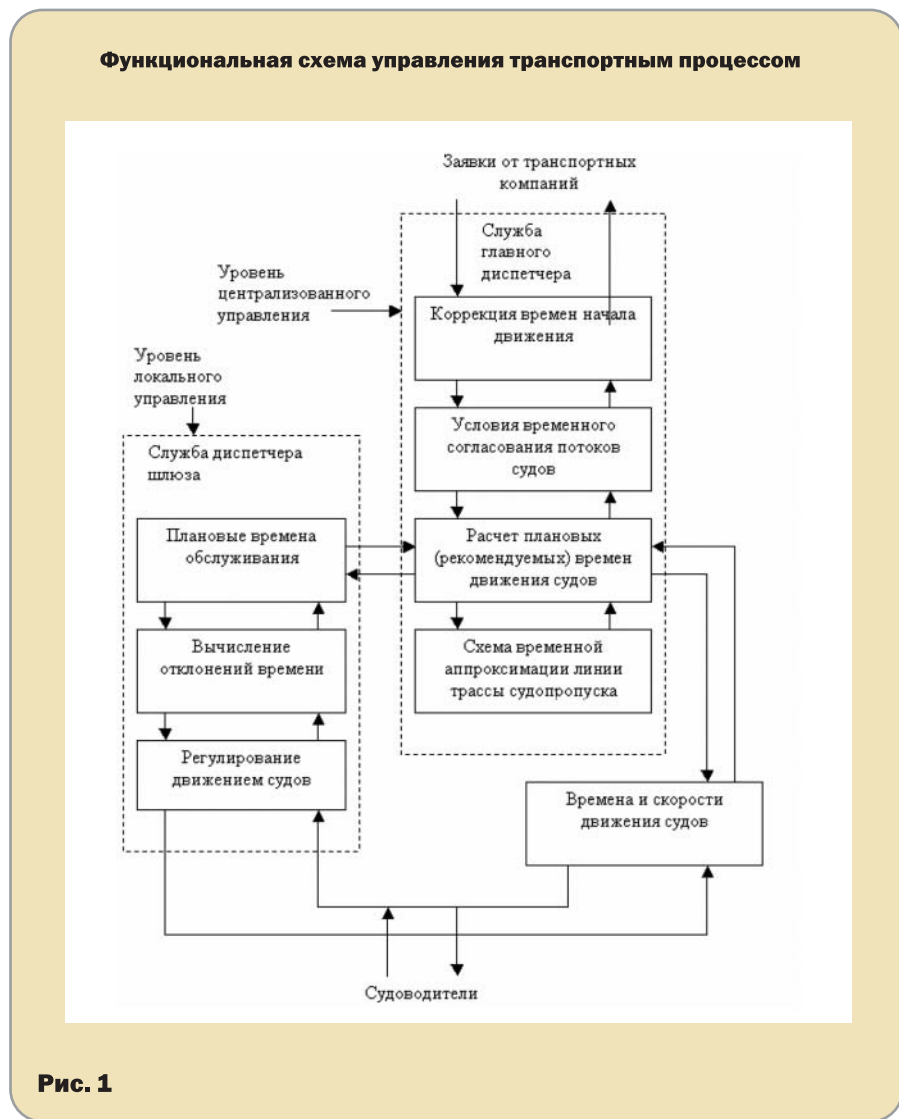 Функциональная схема управления транспортным процессом
Заявки от транспортных
компаний
Служба
главного
диспетчера
Уровень
централизованного
управления
Коррекция времен начала
движения
Уровень
локального
управления
Условия временного
согласования потоков
судов
Служба диспетчера
шлюза
Плановые времена
обслуживания
Расчет плановых
(рекомендуемых) времен
движения судов
Вычисление
отклонений времени
Схема временной
аппроксимации линии
трассы судопропуска
Регулирование
движением судов
Времена и скорости
движения судов
Судоводители
Рис. 1